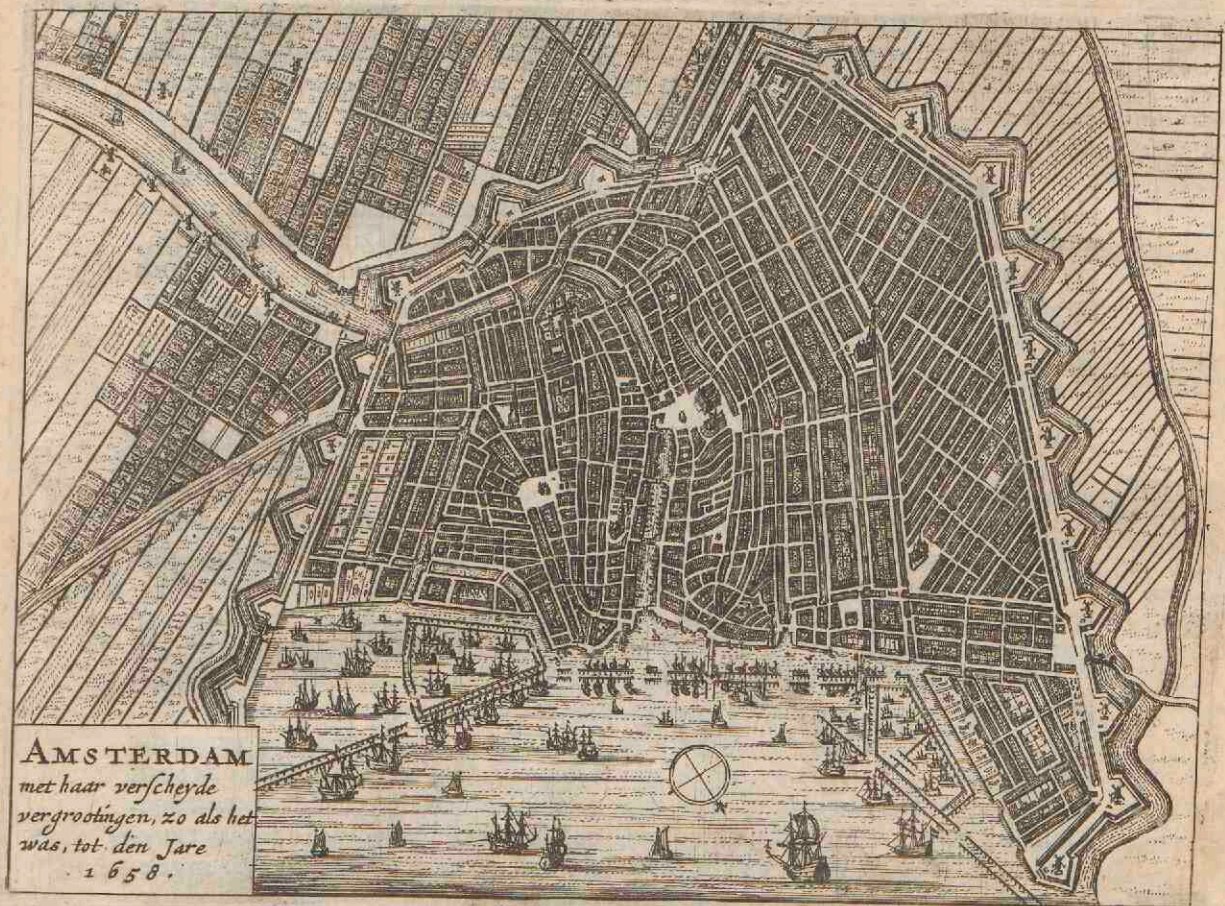 AMSTERDAM
met haar verscheyde
vergrootingen, zo als het
was, tot den Jare
1658.